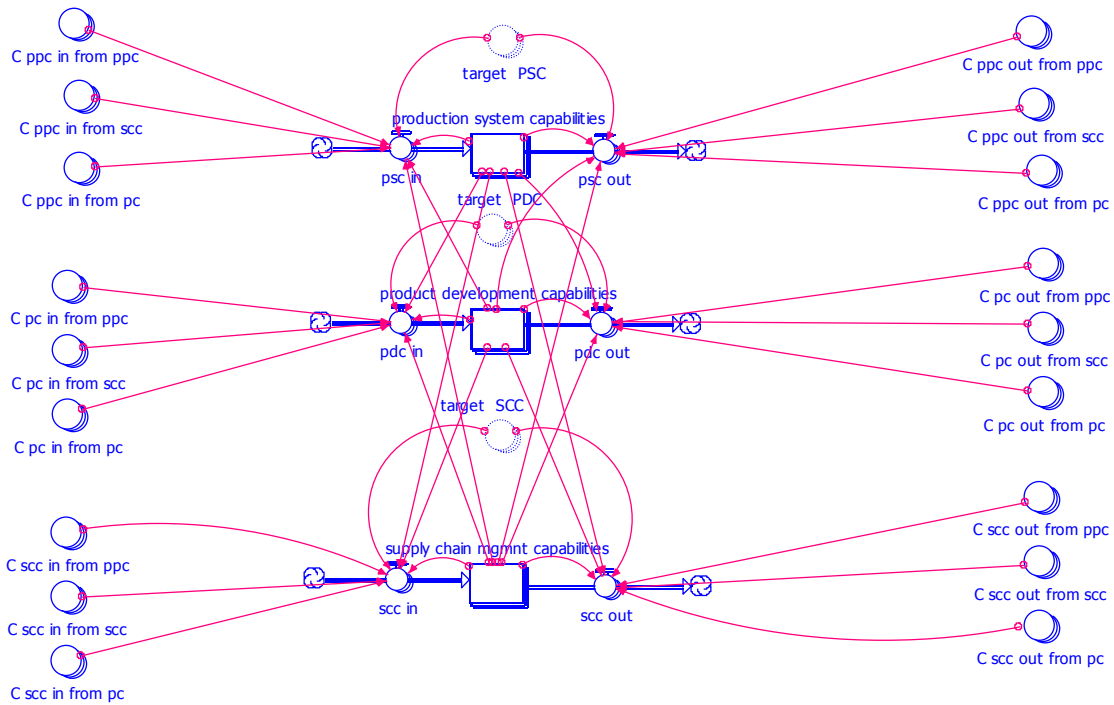 C ppc in from ppc
target PSC
C ppc out from ppc
C ppc in from scc
production system capabilities
C ppc out from scc
psc in
psc out
C ppc in from pc
target PDC
C ppc out from pc
product development capabilities
C pc in from ppc
C pc out from ppc
pdc in
pdc out
C pc in from scc
C pc out from scc
target SCC
C pc in from pc
C pc out from pc
C scc in from ppc
supply chain mgmnt capabilities
C scc out from ppc
scc in
scc out
C scc in from scc
C scc out from scc
C scc in from pc
C scc out from pc